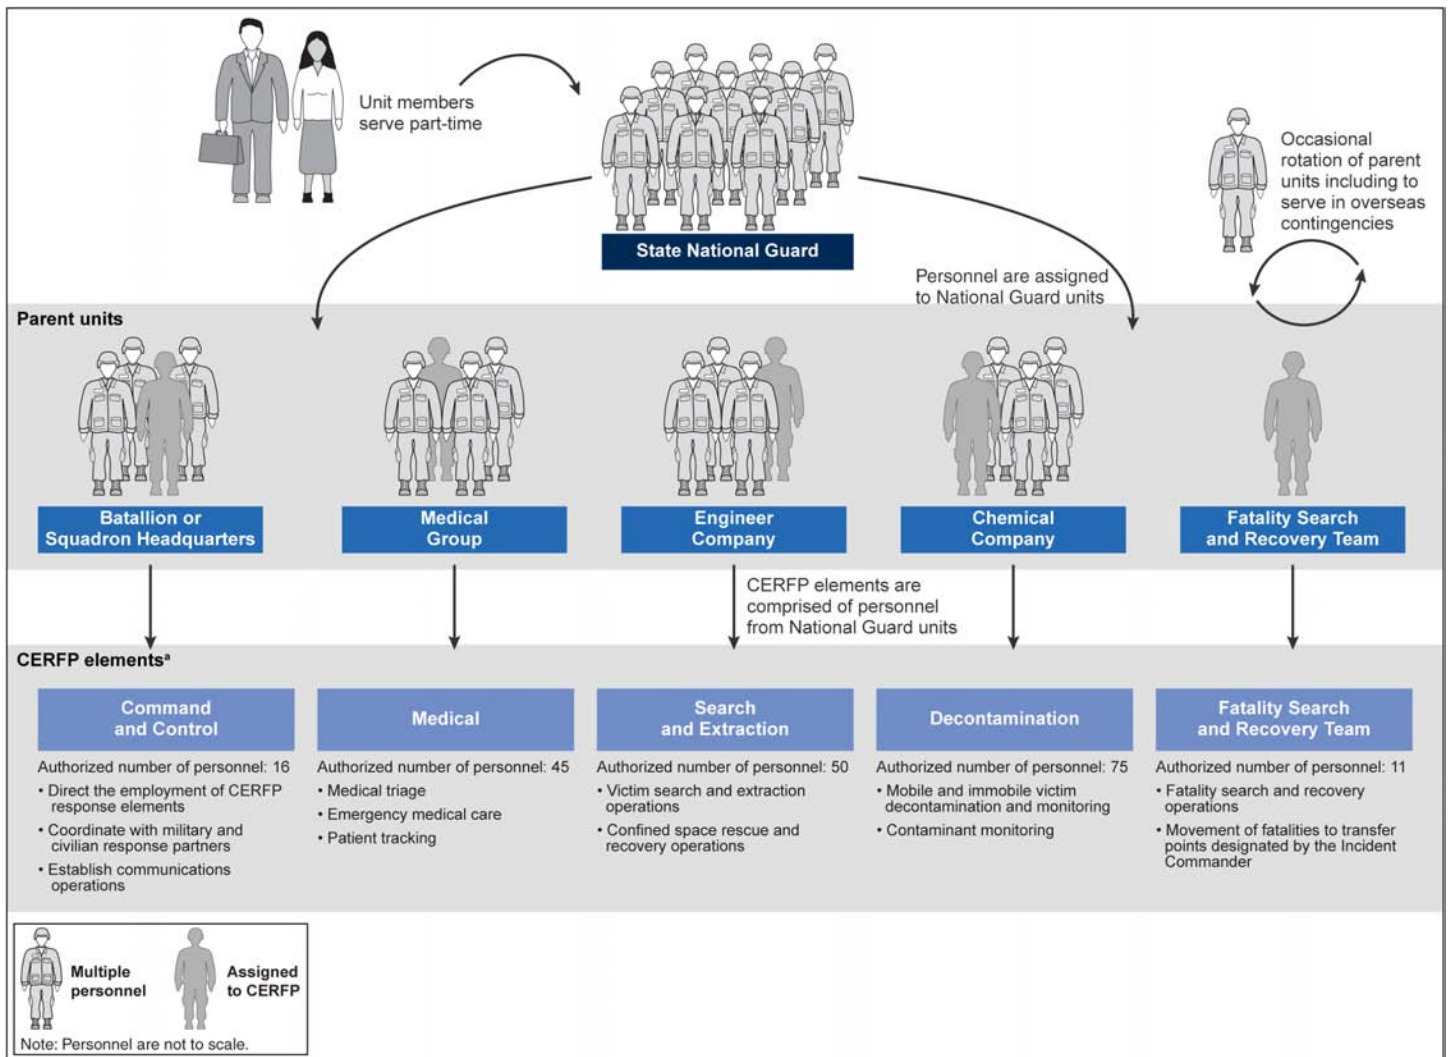 Unit members
serve part-time
State National Guard
Occasional
rotation of parent
units including to
serve in overseas
contingencies
Personnel are assigned
to National Guard units
Parent units
Batallion or
Squadron Headquarters
Medical
Group
Engineer
Company
Chemical
Company
Fatality Search
and Recovery Team
CERFP elements are
comprised of personnel
from National Guard units
CERFP elementsᵃ
Command
and Control
Authorized number of personnel: 16
• Direct the employment of CERFP
response elements
• Coordinate with military and
civilian response partners
• Establish communications
operations
Medical
Authorized number of personnel: 45
• Medical triage
• Emergency medical care
• Patient tracking
Search
and Extraction
Authorized number of personnel: 50
• Victim search and extraction
operations
• Confined space rescue and
recovery operations
Decontamination
Authorized number of personnel: 75
• Mobile and immobile victim
decontamination and monitoring
• Contaminant monitoring
Fatality Search
and Recovery Team
Authorized number of personnel: 11
• Fatality search and recovery
operations
• Movement of fatalities to transfer
points designated by the Incident
Commander
Multiple
personnel
Assigned
to CERFP
Note: Personnel are not to scale.